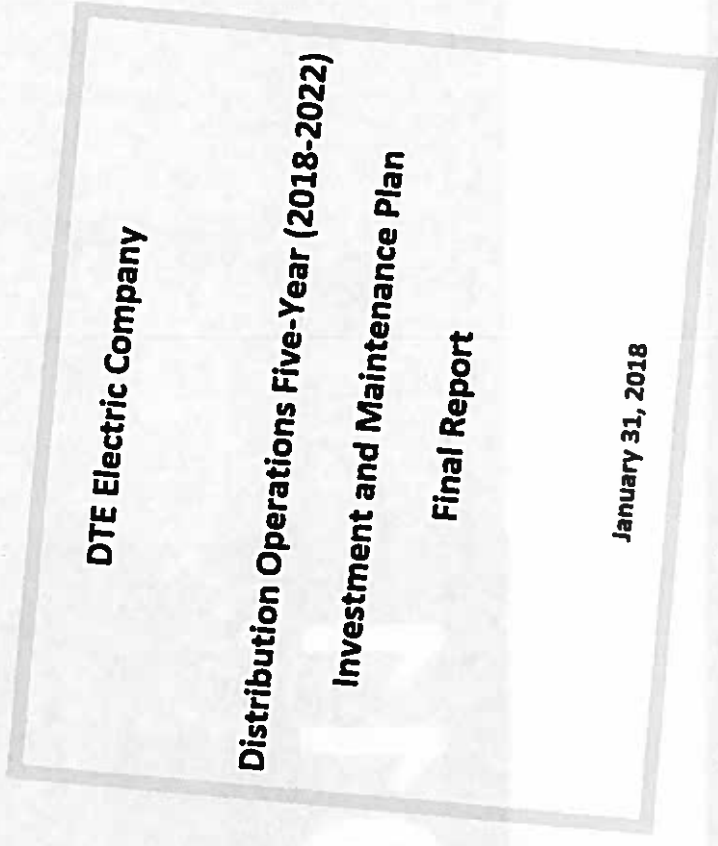 DTE Electric Company
Distribution Operations Five-Year (2018-2022)
Investment and Maintenance Plan
Final Report
January 31, 2018